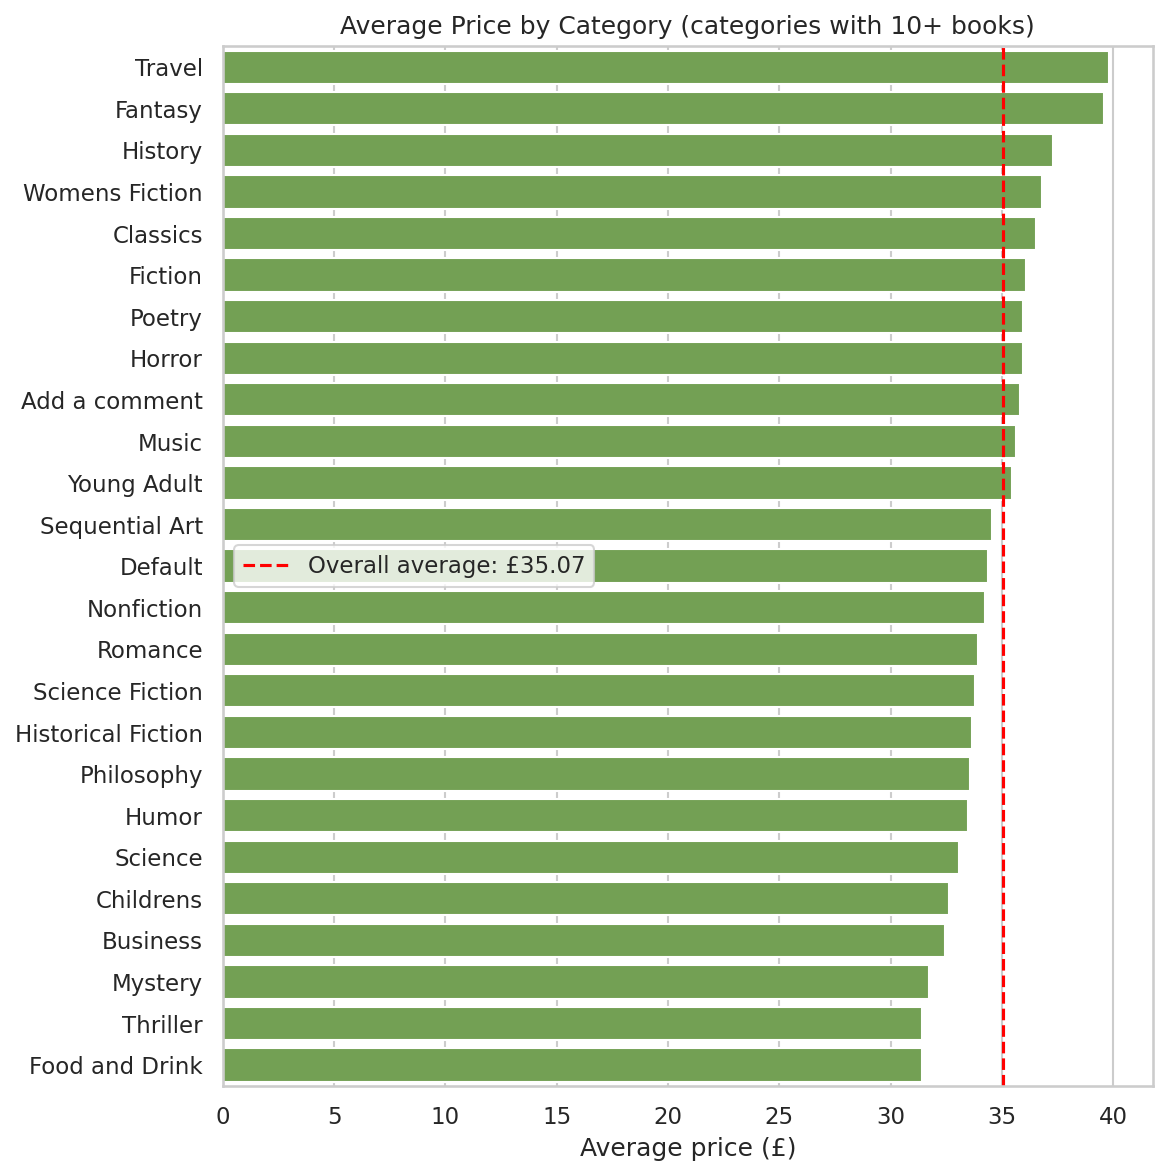 Average Price by Category (categories with 10+ books)
Travel
Fantasy
History
Womens Fiction
Classics
Fiction
Poetry
Horror
Add a comment
Music
Young Adult
Sequential Art
Default
Overall average: £35.07
Nonfiction
Romance
Science Fiction
Historical Fiction
Philosophy
Humor
Science
Childrens
Business
Mystery
Thriller
Food and Drink
0 5 10 15 20 25 30 35 40
Average price (£)